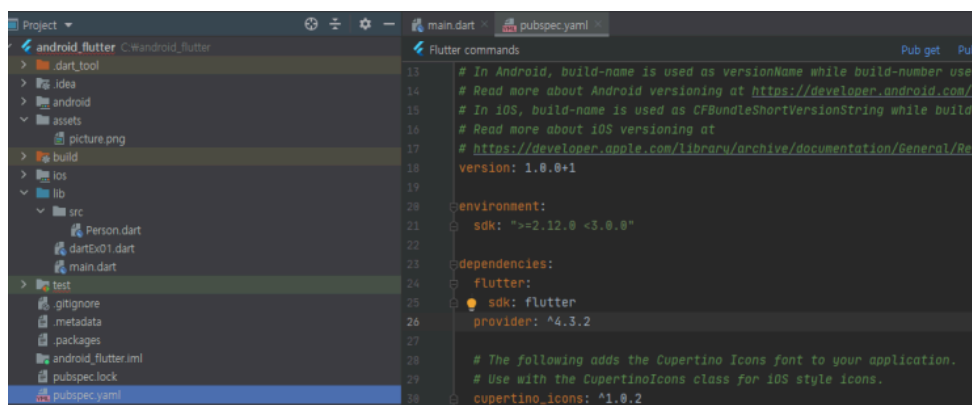 Project
android_flutter C:₩android_flutter
.dart_tool
.idea
android
assets
picture.png
build
ios
lib
src
Person.dart
dartEx01.dart
main.dart
test
.gitignore
.metadata
.packages
android_flutter.iml
pubspec.lock
pubspec.yaml
main.dart
pubspec.yaml
Flutter commands
Pub get
Pu
13 # In Android, build-name is used as versionName while build-number use
14 # Read more about Android versioning at https://developer.android.com/
15 # In iOS, build-name is used as CFBundleShortVersionString while build
16 # Read more about iOS versioning at
17 # https://developer.apple.com/library/archive/documentation/General/Re
18 version: 1.0.0+1
19
20 environment:
21 sdk: ">=2.12.0 <3.0.0"
22
23 dependencies:
24 flutter:
25 sdk: flutter
26 provider: ^4.3.2
27
28 # The following adds the Cupertino Icons font to your application.
29 # Use with the CupertinoIcons class for iOS style icons.
30 cupertino_icons: ^1.0.2